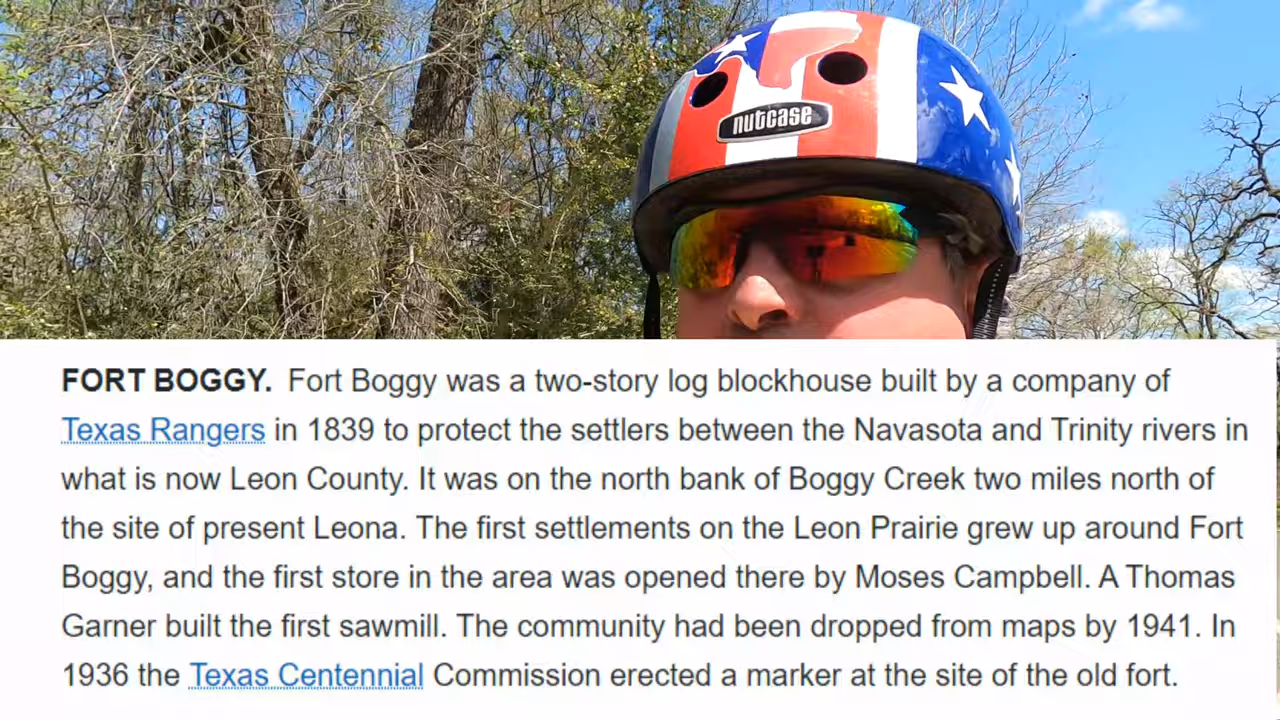 nutcase
FORT BOGGY. Fort Boggy was a two-story log blockhouse built by a company of
Texas Rangers in 1839 to protect the settlers between the Navasota and Trinity rivers in
what is now Leon County. It was on the north bank of Boggy Creek two miles north of
the site of present Leona. The first settlements on the Leon Prairie grew up around Fort
Boggy, and the first store in the area was opened there by Moses Campbell. A Thomas
Garner built the first sawmill. The community had been dropped from maps by 1941. In
1936 the Texas Centennial Commission erected a marker at the site of the old fort.